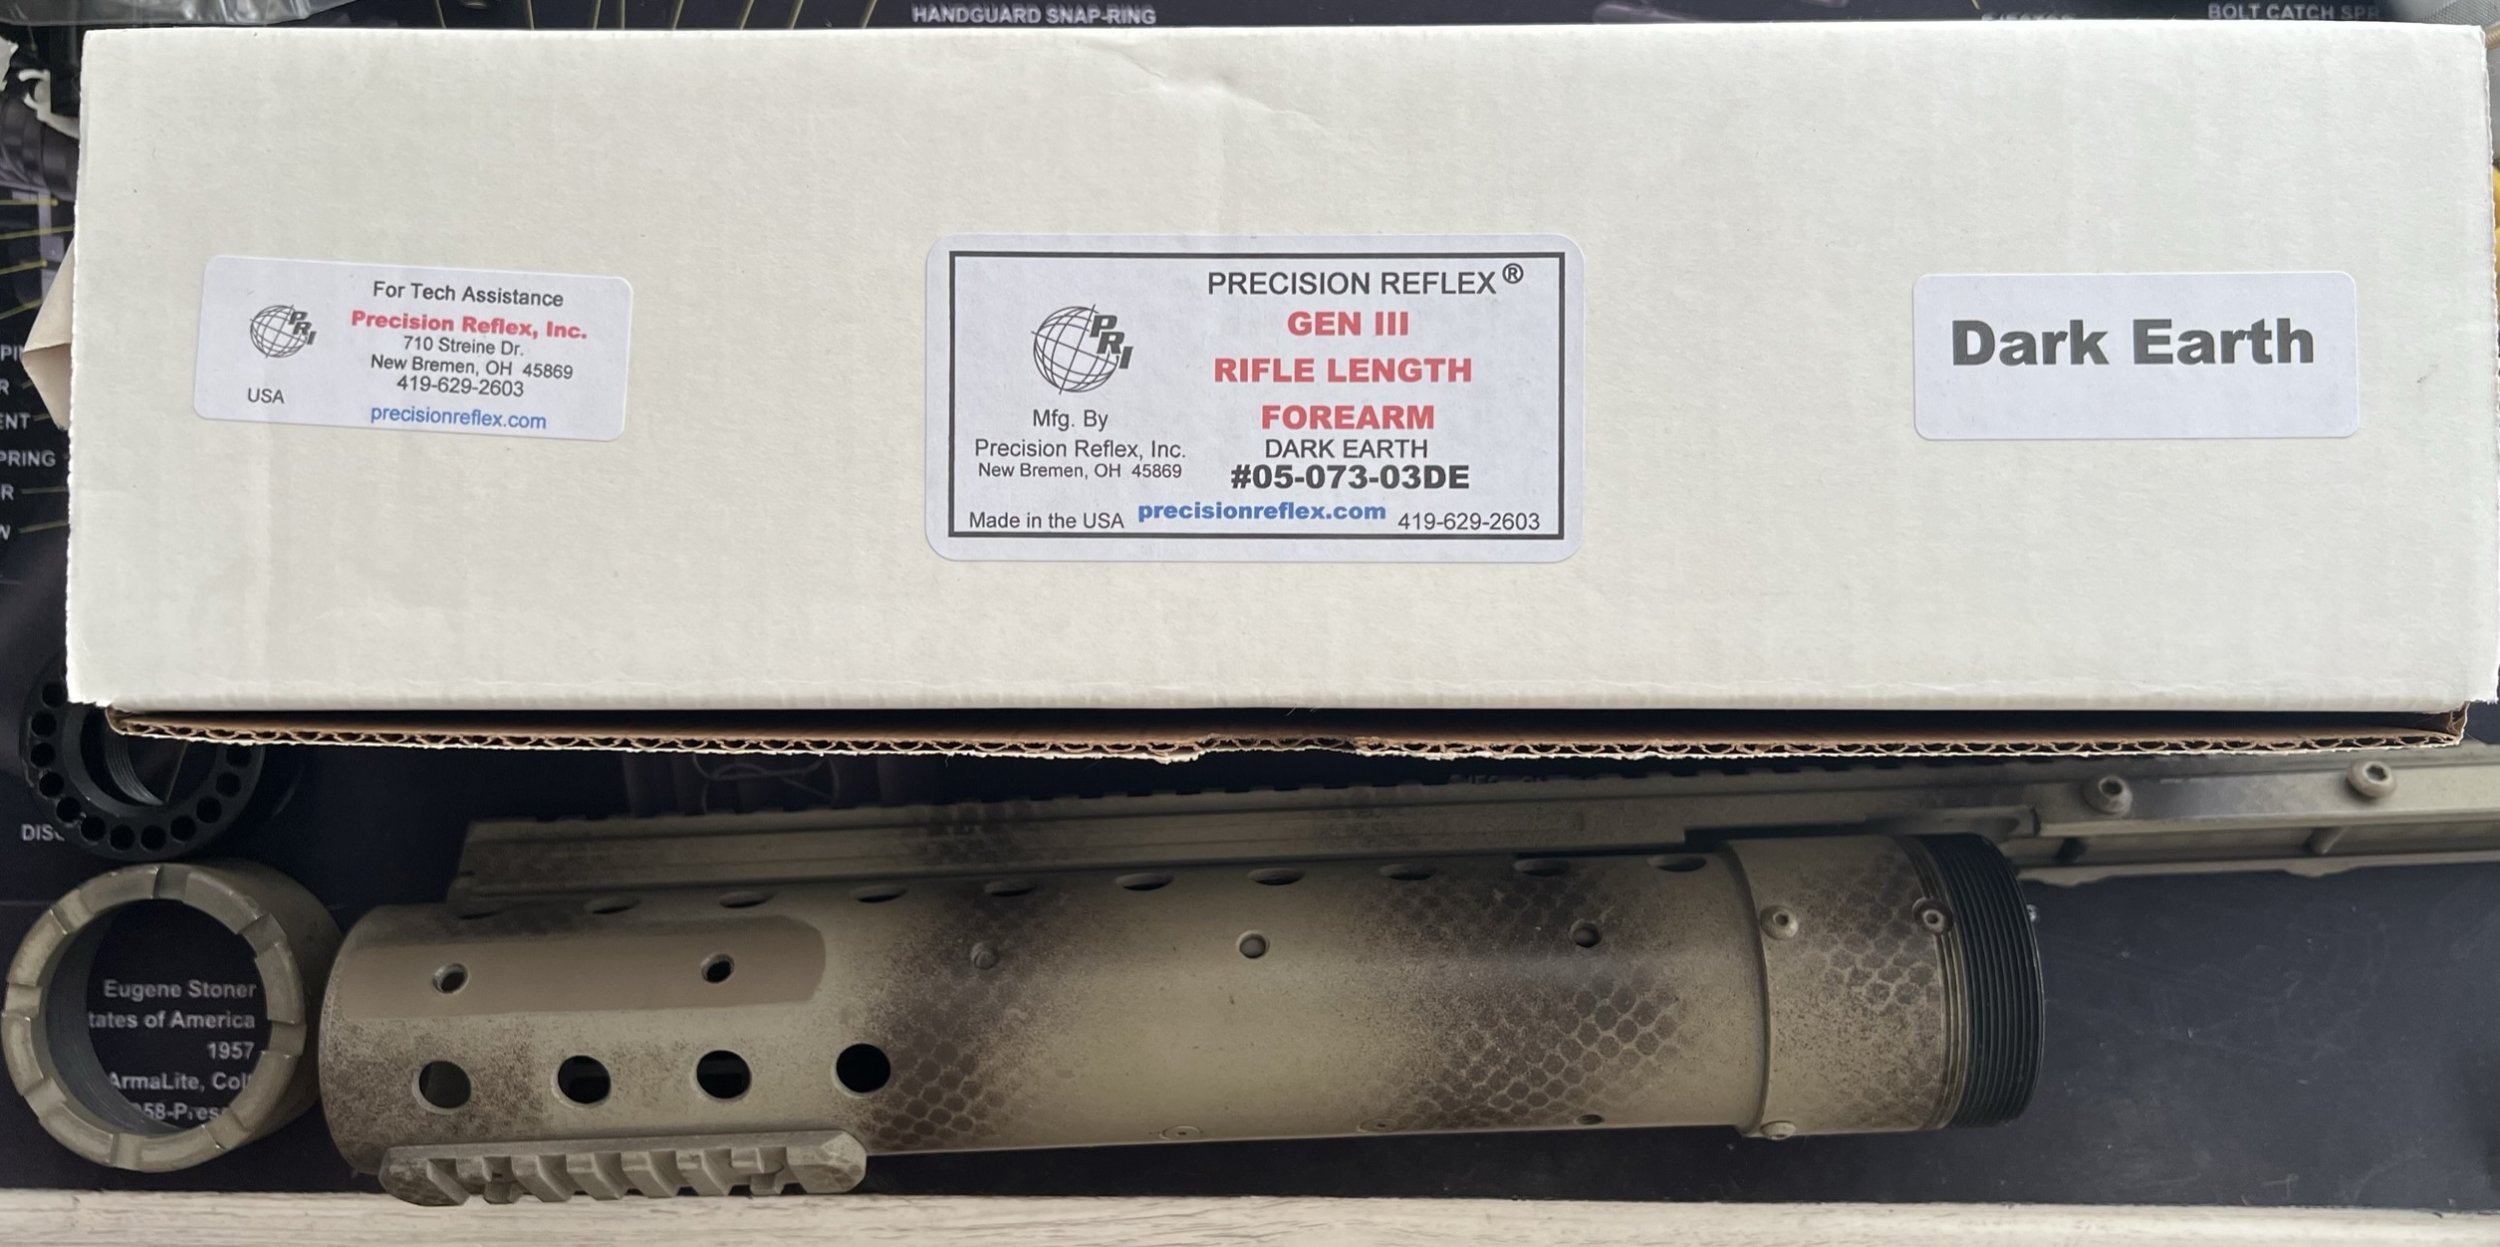 HANDGUARD SNAP-RING
BOLT CATCH SPR
For Tech Assistance
PRI
Precision Reflex, Inc.
710 Streine Dr.
New Bremen, OH 45869
419-629-2603
USA
precisionreflex.com
PRECISION REFLEX®
GEN III
RIFLE LENGTH
FOREARM
DARK EARTH
#05-073-03DE
PRI
Mfg. By
Precision Reflex, Inc.
New Bremen, OH 45869
Made in the USA precisionreflex.com 419-629-2603
Dark Earth
PRING
Eugene Stoner
tates of America
1957
ArmaLite, Col